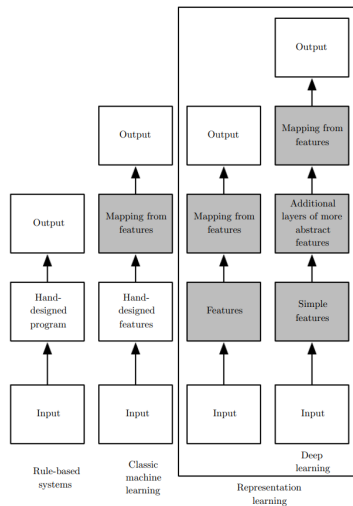 Output
Output
Output
Mapping from
features
Output
Mapping from
features
Mapping from
features
Additional
layers of more
abstract
features
Hand-
designed
program
Hand-
designed
features
Features
Simple
features
Input
Input
Input
Input
Rule-based
systems
Classic
machine
learning
Deep
learning
Representation
learning